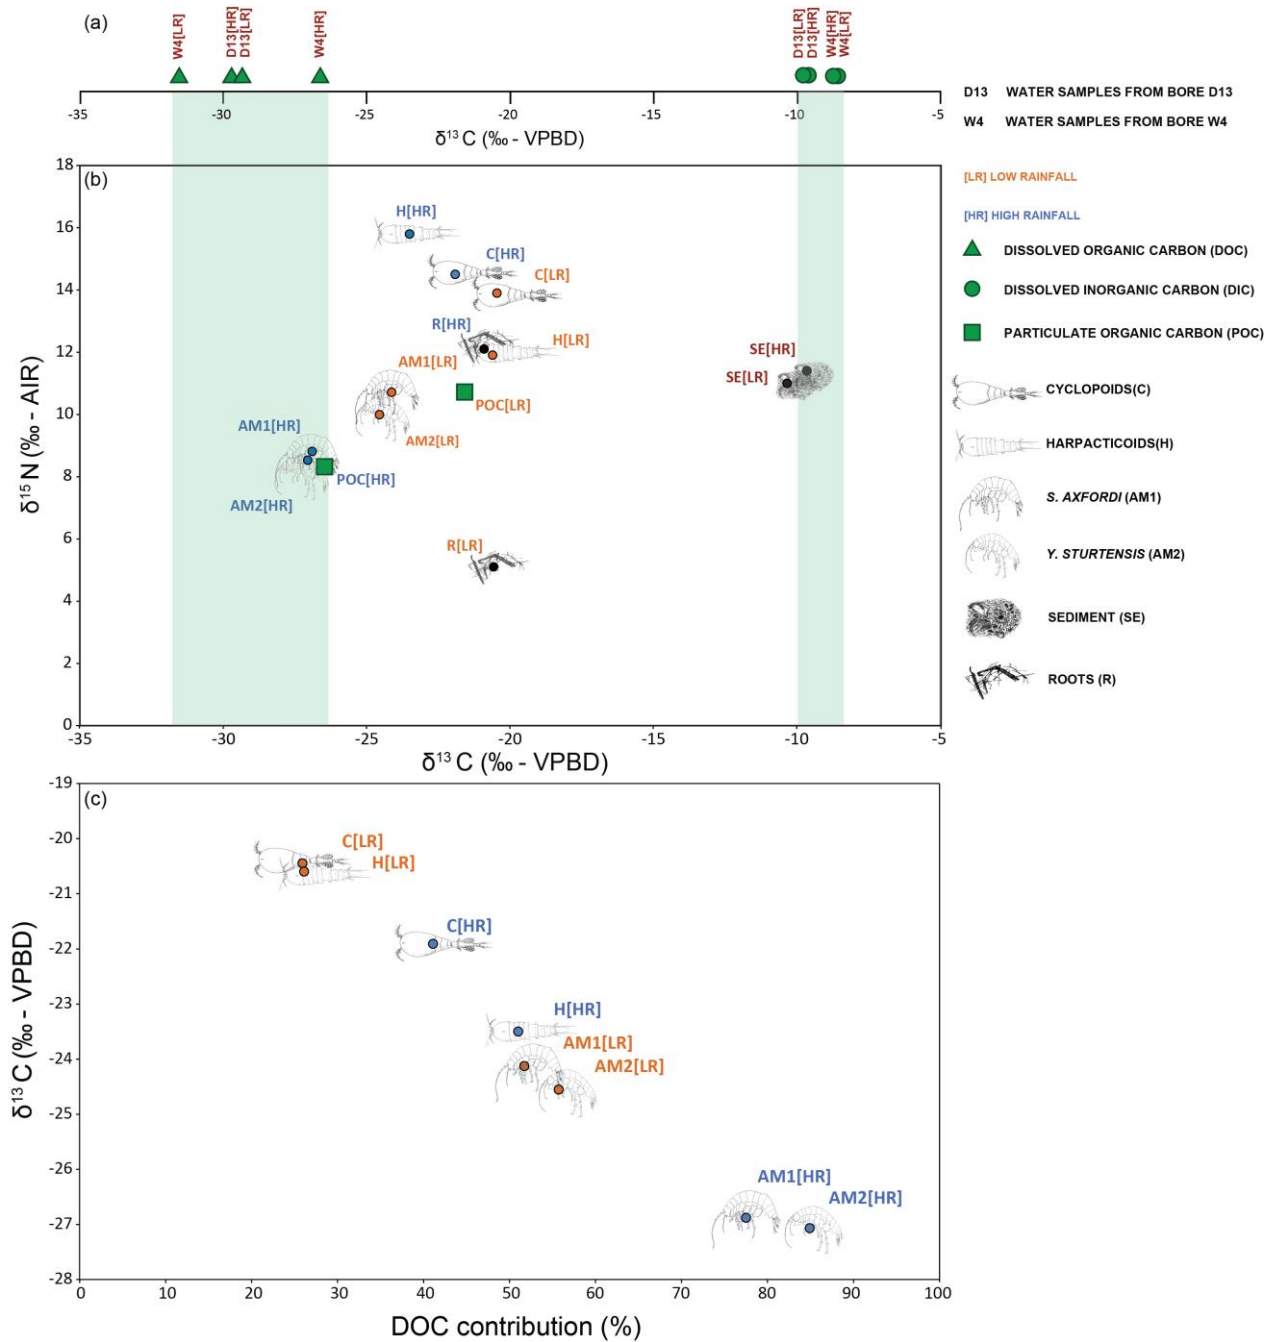 (a)
W4[LR]
D13[HR]
D13[LR]
W4[HR]
D13[LR]
D13[HR]
W4[HR]
W4[LR]
-35 -30 -25 -20 -15 -10 -5
δ¹³C (‰ - VPBD)
D13 WATER SAMPLES FROM BORE D13
W4 WATER SAMPLES FROM BORE W4
[LR] LOW RAINFALL
[HR] HIGH RAINFALL
DISSOLVED ORGANIC CARBON (DOC)
DISSOLVED INORGANIC CARBON (DIC)
PARTICULATE ORGANIC CARBON (POC)
CYCLOPOIDS(C)
HARPACTICOIDS(H)
S. AXFORDI (AM1)
Y. STURTENSIS (AM2)
SEDIMENT (SE)
ROOTS (R)
(b)
18
16
14
12
10
8
6
4
2
0
δ¹⁵N (‰ - AIR)
H[HR]
C[HR]
C[LR]
R[HR]
H[LR]
AM1[LR]
SE[HR]
SE[LR]
POC[LR]
AM2[LR]
AM1[HR]
POC[HR]
AM2[HR]
R[LR]
-35 -30 -25 -20 -15 -10 -5
δ¹³C (‰ - VPBD)
(c)
-19
-20
-21
-22
-23
-24
-25
-26
-27
-28
δ¹³C (‰ - VPBD)
C[LR]
H[LR]
C[HR]
H[HR]
AM1[LR]
AM2[LR]
AM1[HR]
AM2[HR]
0 10 20 30 40 50 60 70 80 90 100
DOC contribution (%)